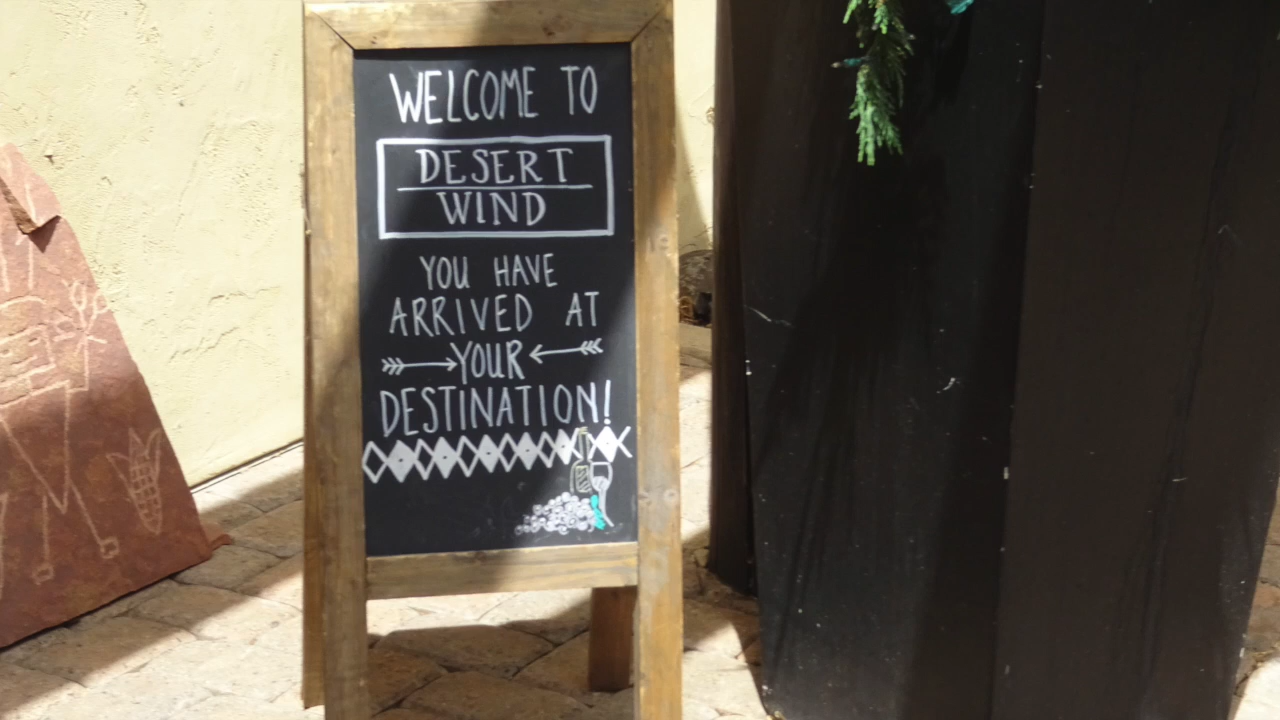 WELCOME TO
DESERT
WIND
YOU HAVE
ARRIVED AT
YOUR
DESTINATION!